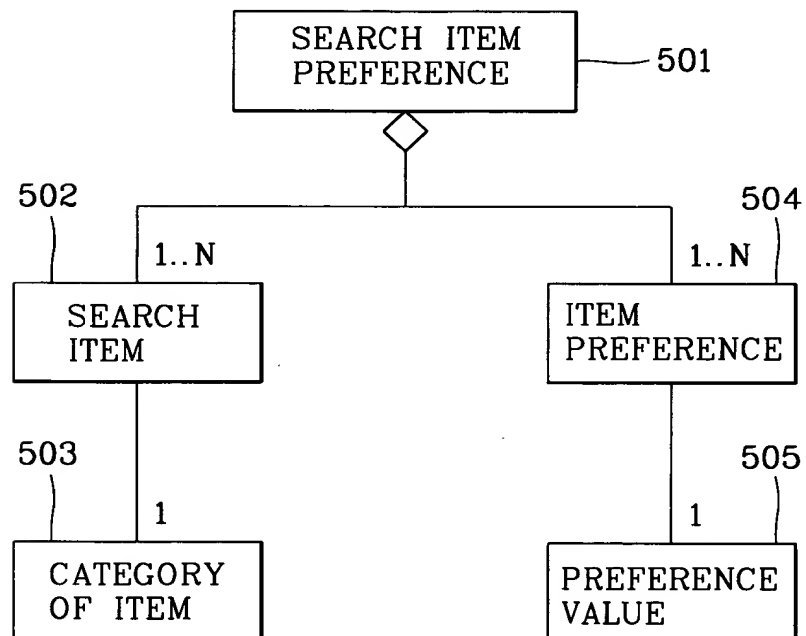 SEARCH ITEM
PREFERENCE
501
502
504
1..N
1..N
SEARCH
ITEM
ITEM
PREFERENCE
503
505
1
1
CATEGORY
OF ITEM
PREFERENCE
VALUE